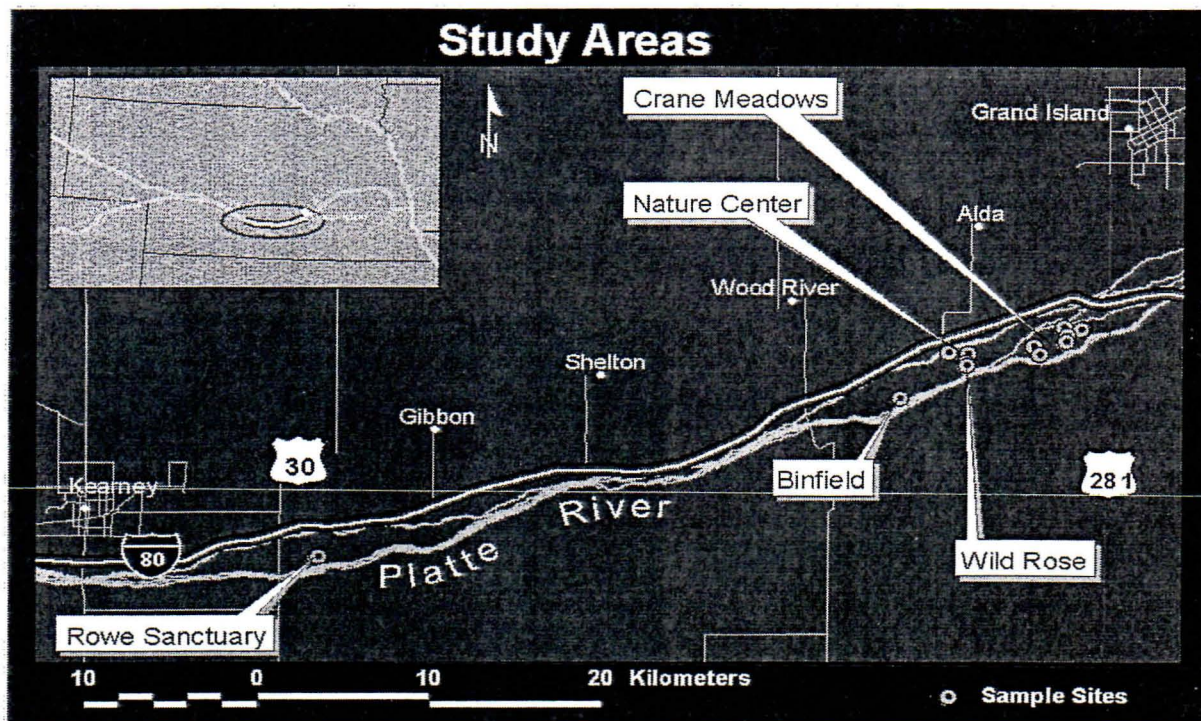 Study Areas
Crane Meadows
Grand Island
N
Nature Center
Alda
Wood River
Shelton
Gibbon
30
Binfield
281
Kearney
River
80
Platte
Wild Rose
Rowe Sanctuary
10 0 10 20 Kilometers
Sample Sites